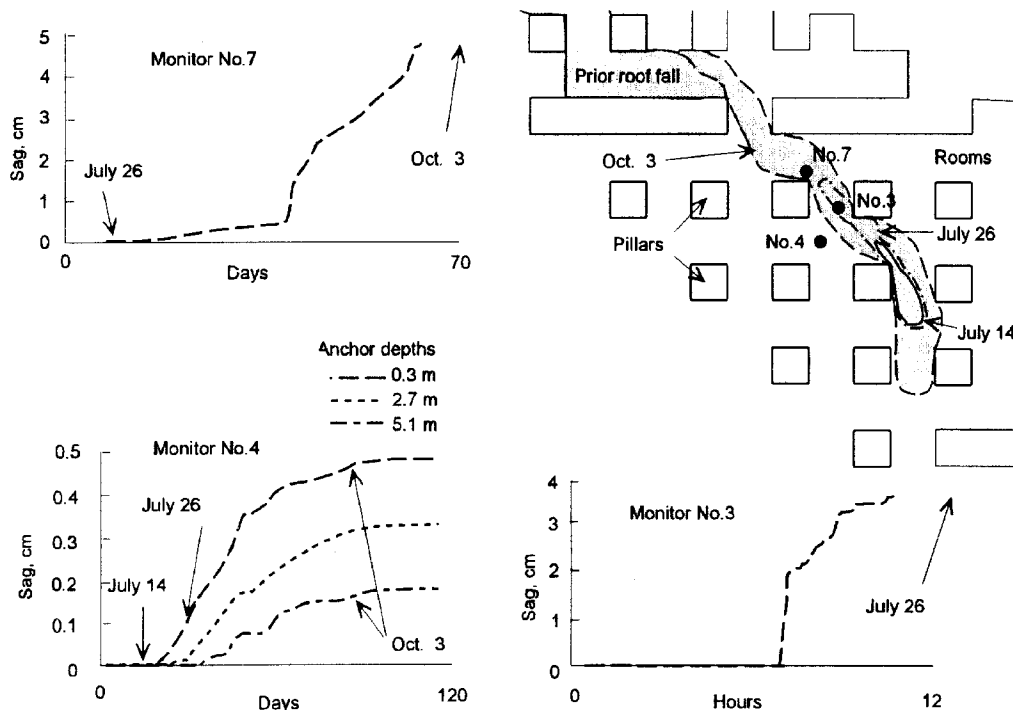 5
4
3
2
1
0
Sag, cm
Monitor No.7
July 26
Oct. 3
0
Days
70
Prior roof fall
Oct. 3
No.7
Rooms
No.3
No.4
July 26
Pillars
July 14
Anchor depths
0.3 m
2.7 m
5.1 m
Monitor No.4
0.5
0.4
0.3
0.2
0.1
0
Sag, cm
July 26
July 14
Oct. 3
0
Days
120
4
3
2
1
0
Sag, cm
Monitor No.3
July 26
0
Hours
12